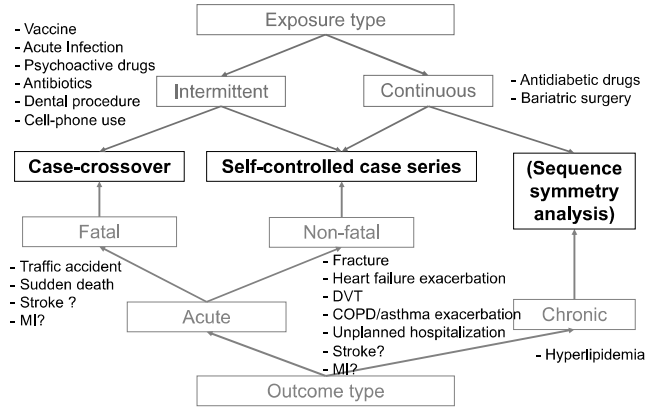 Exposure type
- Vaccine
- Acute Infection
- Psychoactive drugs
- Antibiotics
- Dental procedure
- Cell-phone use
Intermittent
Continuous
- Antidiabetic drugs
- Bariatric surgery
Case-crossover
Self-controlled case series
(Sequence
symmetry
analysis)
Fatal
Non-fatal
- Traffic accident
- Sudden death
- Stroke ?
- MI?
- Fracture
- Heart failure exacerbation
- DVT
- COPD/asthma exacerbation
- Unplanned hospitalization
- Stroke?
- MI?
Acute
Chronic
- Hyperlipidemia
Outcome type